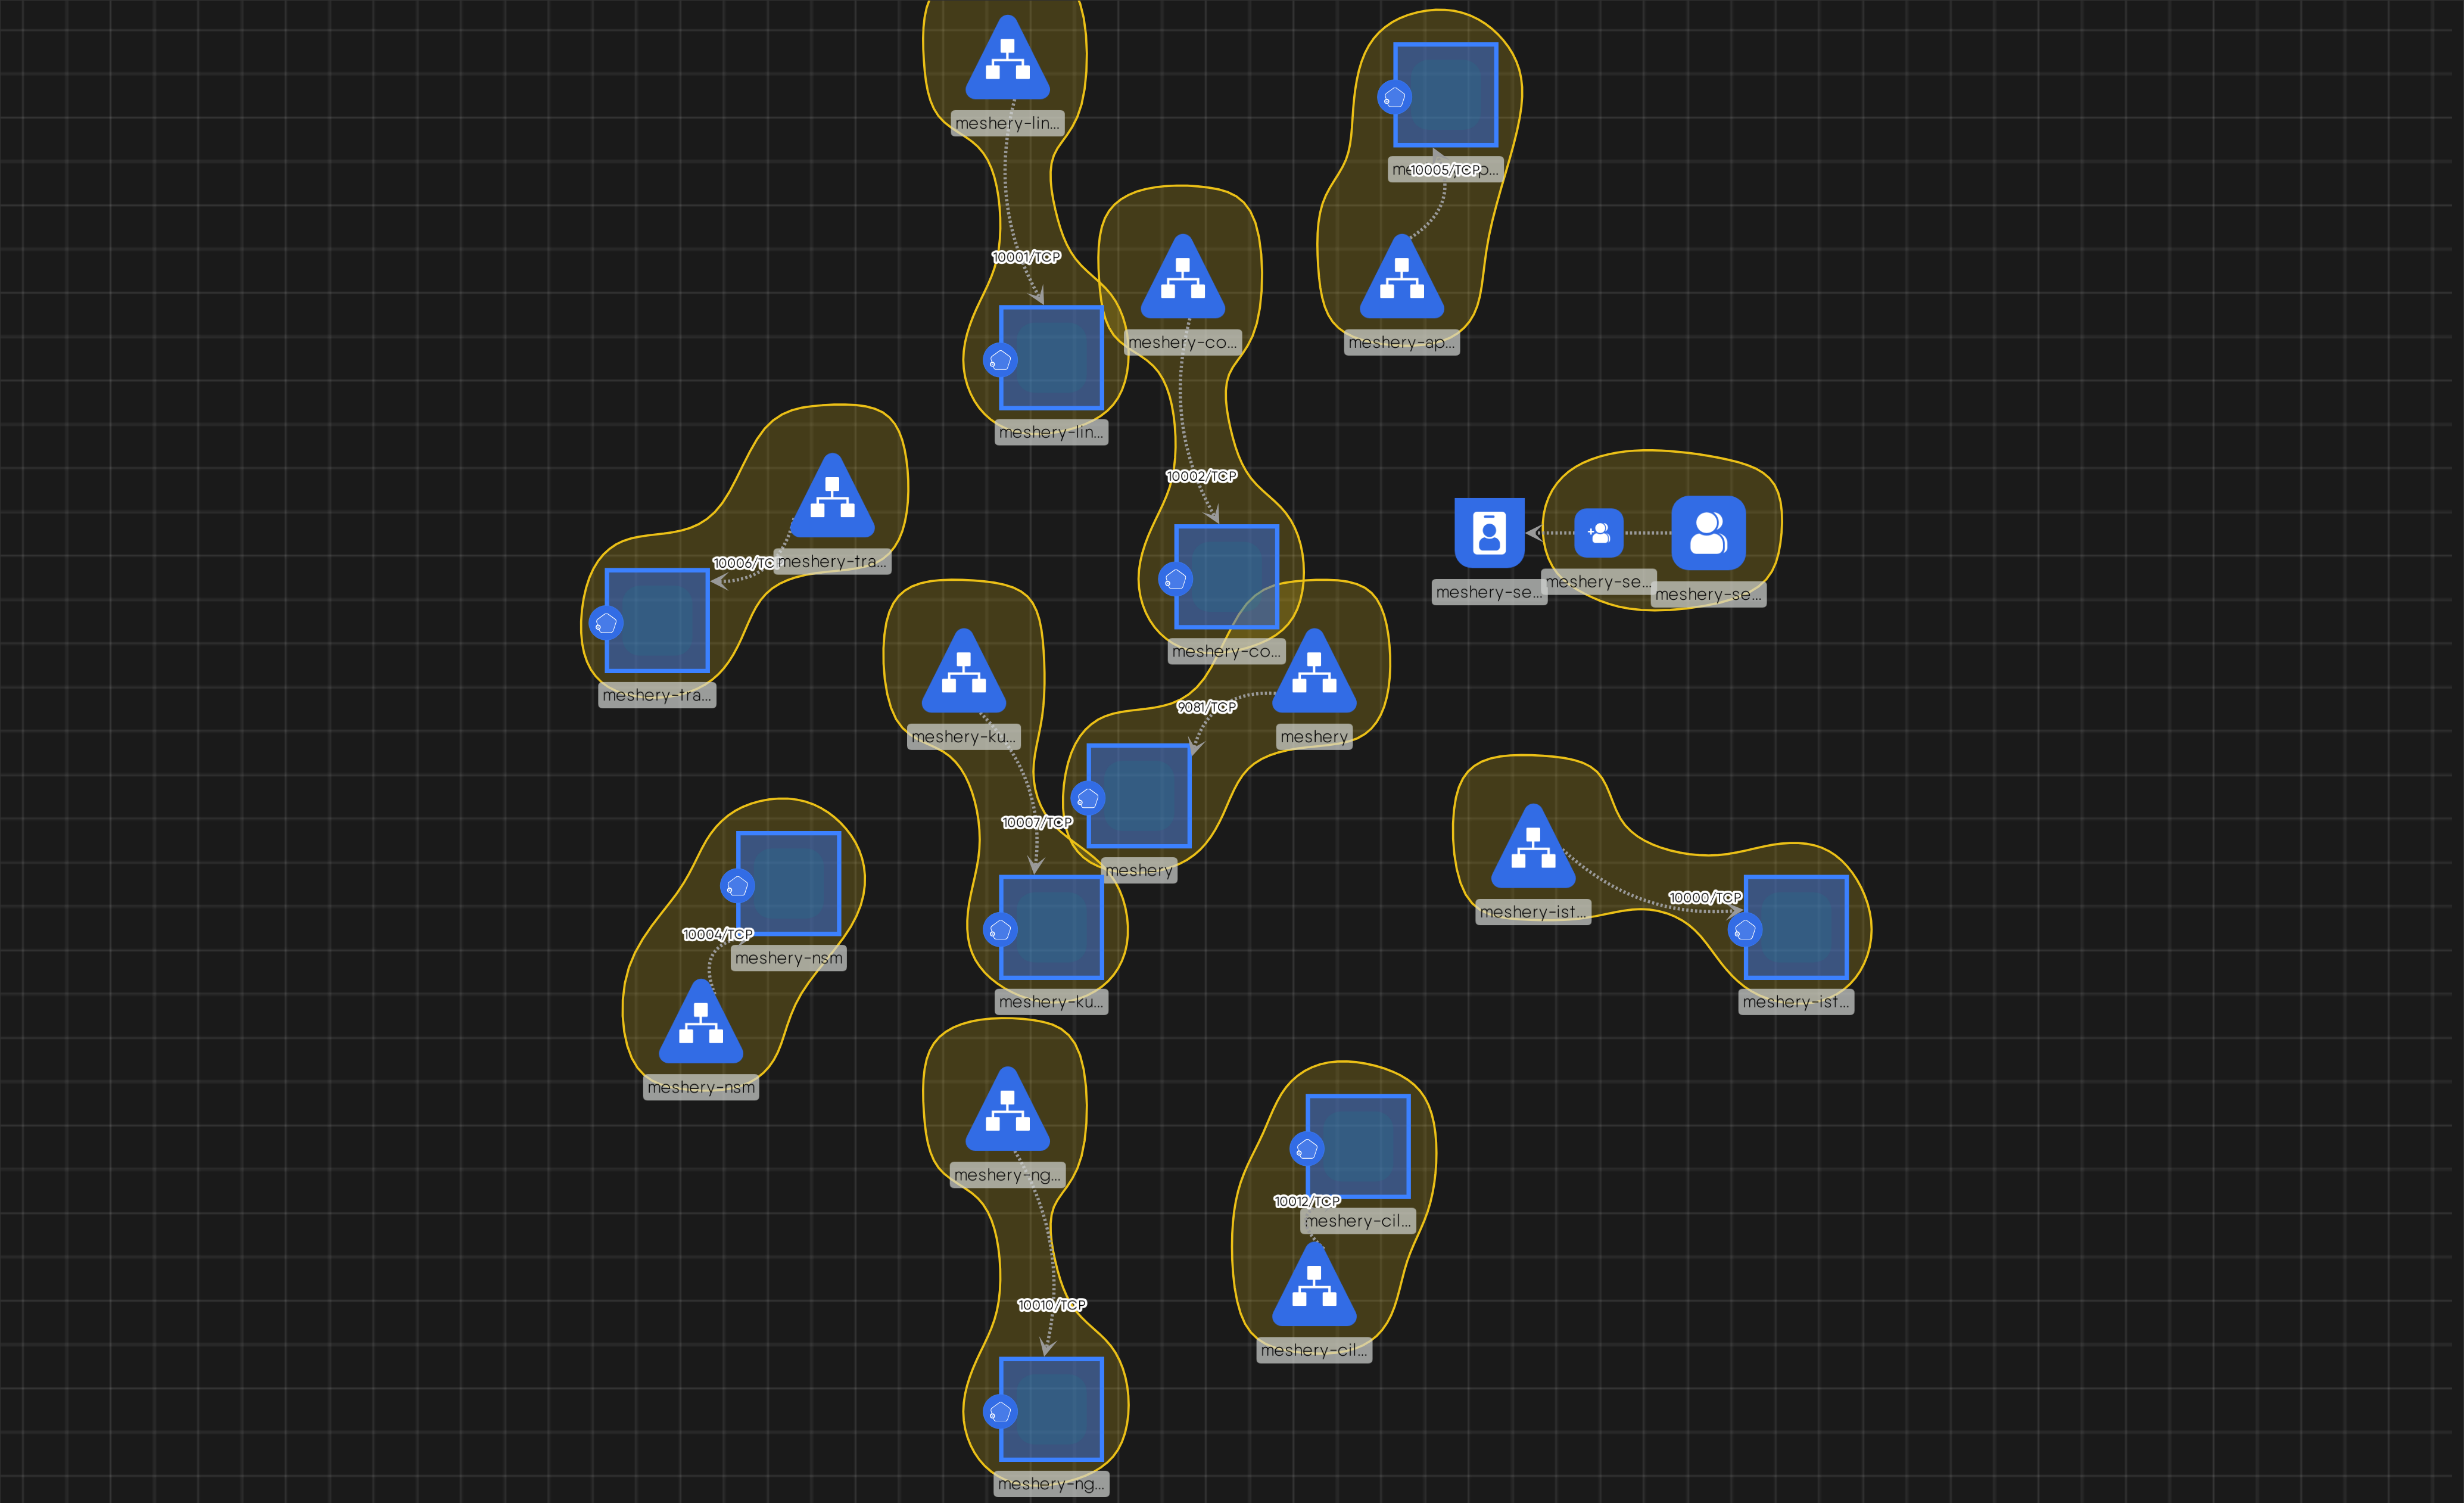 meshery-lin...
10005/TCP
10001/TCP
meshery-co...
meshery-ap...
meshery-lin...
10002/TCP
10006/TC
meshery-tra...
meshery-se...
meshery-se...
meshery-se...
meshery-co...
meshery-tra...
9081/TCP
meshery-ku...
meshery
10007/TCP
meshery
10000/TCP
meshery-ist...
10004/TCP
meshery-nsm
meshery-ku...
meshery-ist...
meshery-nsm
meshery-ng...
10012/TCP
meshery-cil...
10010/TCP
meshery-cil...
meshery-ng...